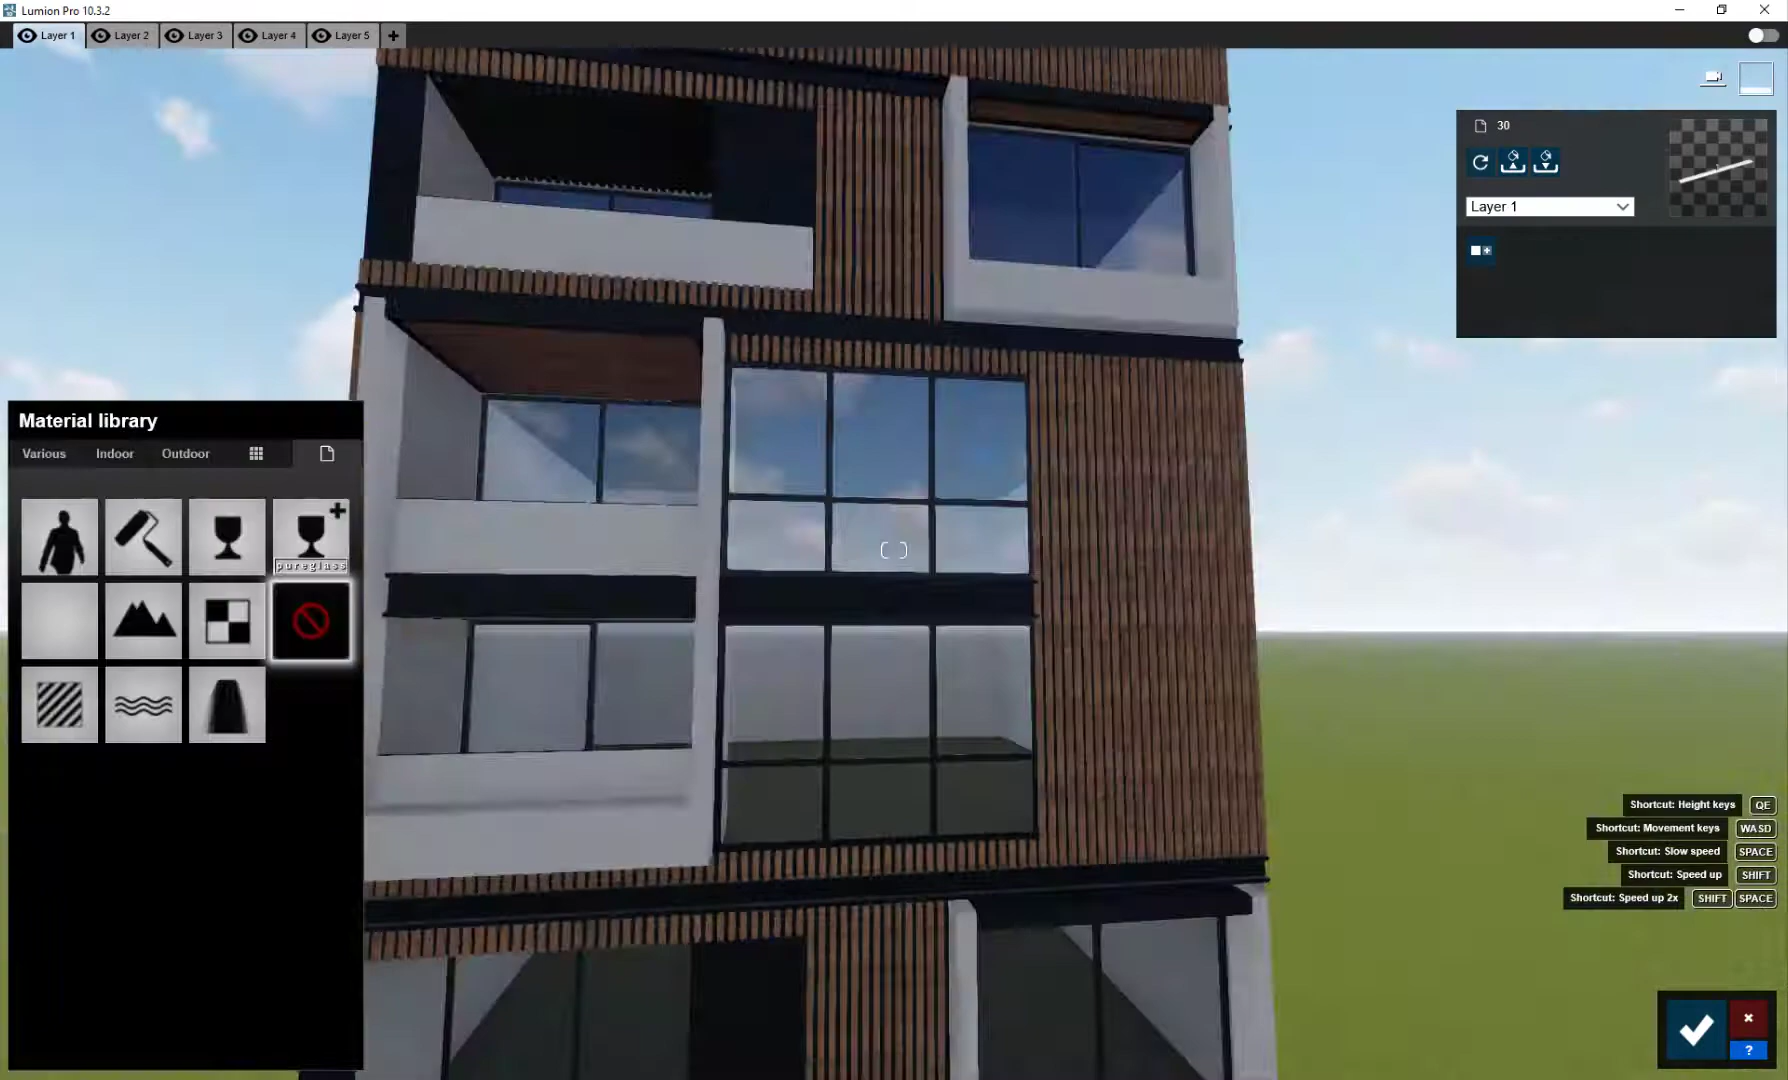 Lumion Pro 10.3.2
Layer 1
Layer 2
Layer 3
Layer 4
Layer 5
30
Layer 1
Material library
Various
Indoor
Outdoor
pureglass
Shortcut: Height keys QE
Shortcut: Movement keys WASD
Shortcut: Slow speed SPACE
Shortcut: Speed up SHIFT
Shortcut: Speed up 2x SHIFT SPACE
?